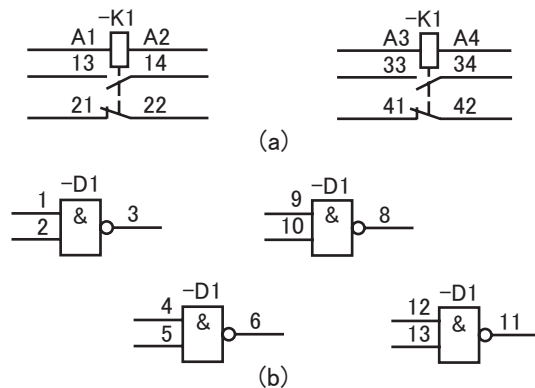 -K1 -K1
A1 A2 A3 A4
13 14 33 34
21 22 41 42
(a)
-D1 -D1
1 & 3 9 & 8
2 10
-D1 -D1
4 & 6 12 & 11
5 13
(b)